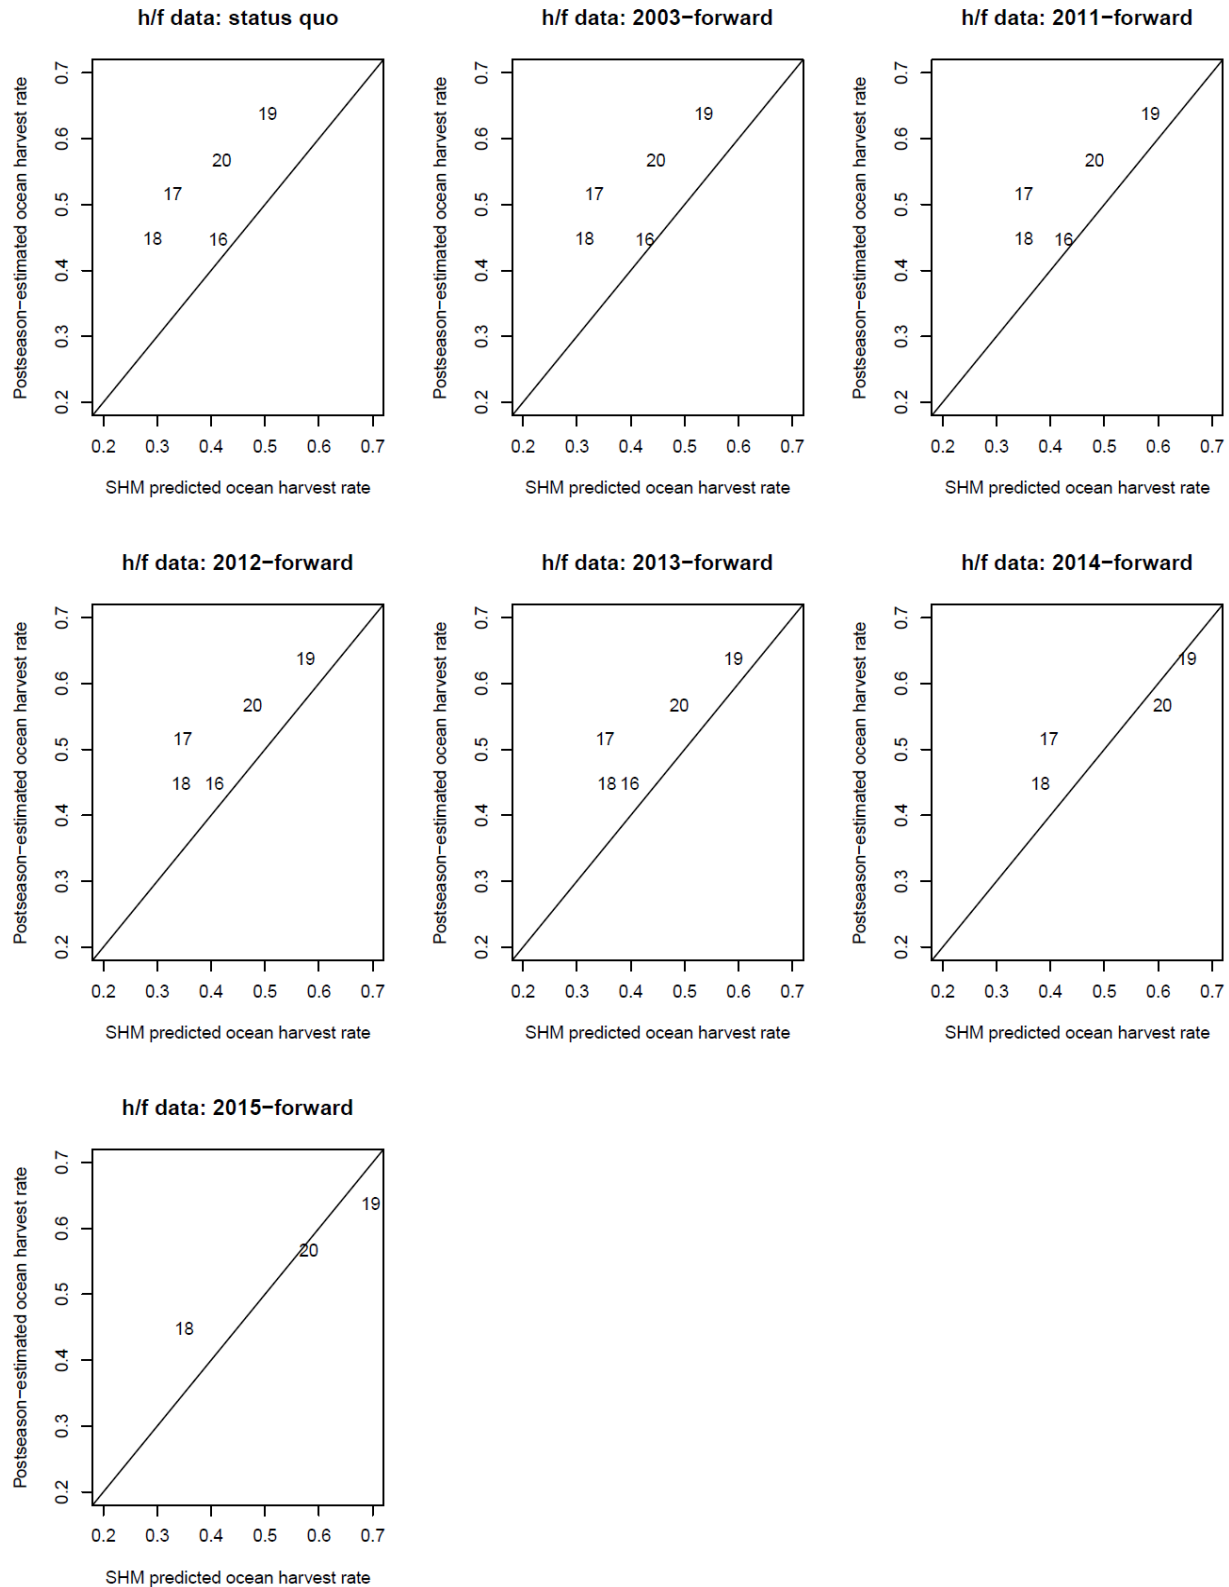 h/f data: status quo
h/f data: 2003−forward
h/f data: 2011−forward
Postseason−estimated ocean harvest rate
0.7
0.6
0.5
0.4
0.3
0.2
19
20
17
18
16
0.2 0.3 0.4 0.5 0.6 0.7
SHM predicted ocean harvest rate
Postseason−estimated ocean harvest rate
0.7
0.6
0.5
0.4
0.3
0.2
19
20
17
18
16
0.2 0.3 0.4 0.5 0.6 0.7
SHM predicted ocean harvest rate
Postseason−estimated ocean harvest rate
0.7
0.6
0.5
0.4
0.3
0.2
19
20
17
18
16
0.2 0.3 0.4 0.5 0.6 0.7
SHM predicted ocean harvest rate
h/f data: 2012−forward
h/f data: 2013−forward
h/f data: 2014−forward
Postseason−estimated ocean harvest rate
0.7
0.6
0.5
0.4
0.3
0.2
19
20
17
18 16
0.2 0.3 0.4 0.5 0.6 0.7
SHM predicted ocean harvest rate
Postseason−estimated ocean harvest rate
0.7
0.6
0.5
0.4
0.3
0.2
19
20
17
18 16
0.2 0.3 0.4 0.5 0.6 0.7
SHM predicted ocean harvest rate
Postseason−estimated ocean harvest rate
0.7
0.6
0.5
0.4
0.3
0.2
19
20
17
18
0.2 0.3 0.4 0.5 0.6 0.7
SHM predicted ocean harvest rate
h/f data: 2015−forward
Postseason−estimated ocean harvest rate
0.7
0.6
0.5
0.4
0.3
0.2
19
20
18
0.2 0.3 0.4 0.5 0.6 0.7
SHM predicted ocean harvest rate